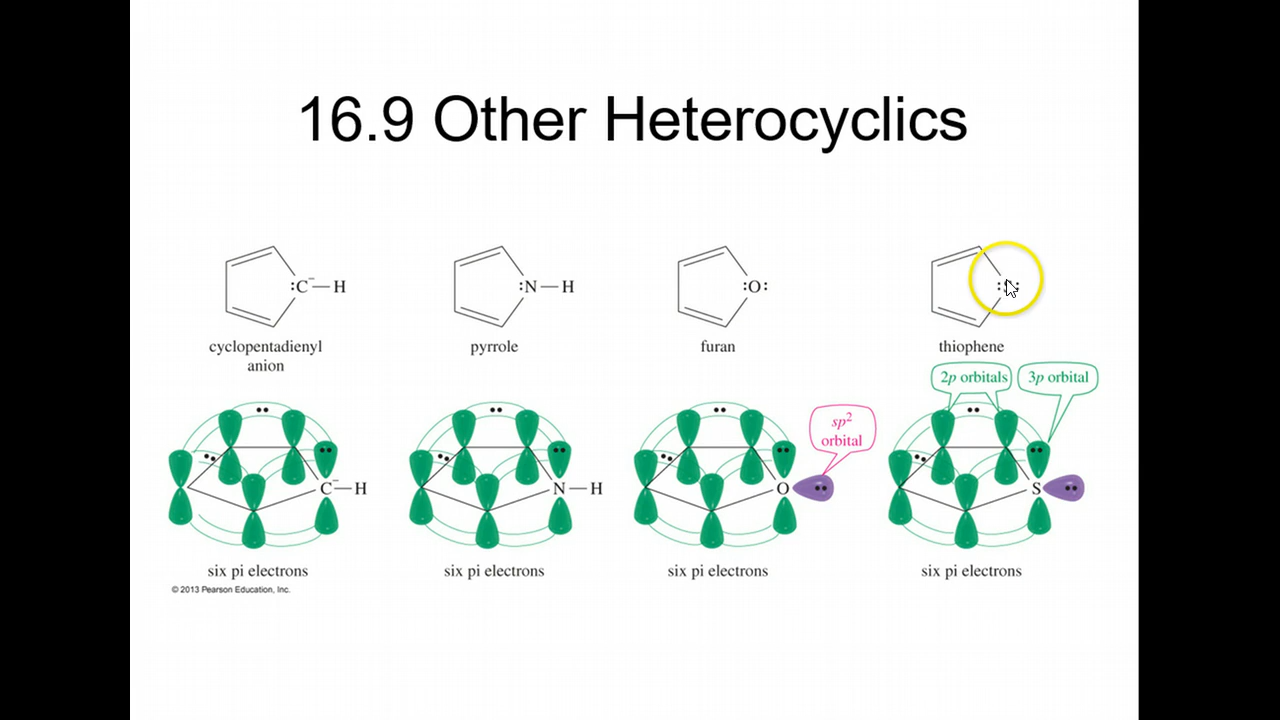 16.9 Other Heterocyclics
:C⁻—H
:N—H
:O:
cyclopentadienyl
anion
pyrrole
furan
thiophene
2p orbitals
3p orbital
sp²
orbital
C⁻—H
N—H
O
S
six pi electrons
six pi electrons
six pi electrons
six pi electrons
© 2013 Pearson Education, Inc.